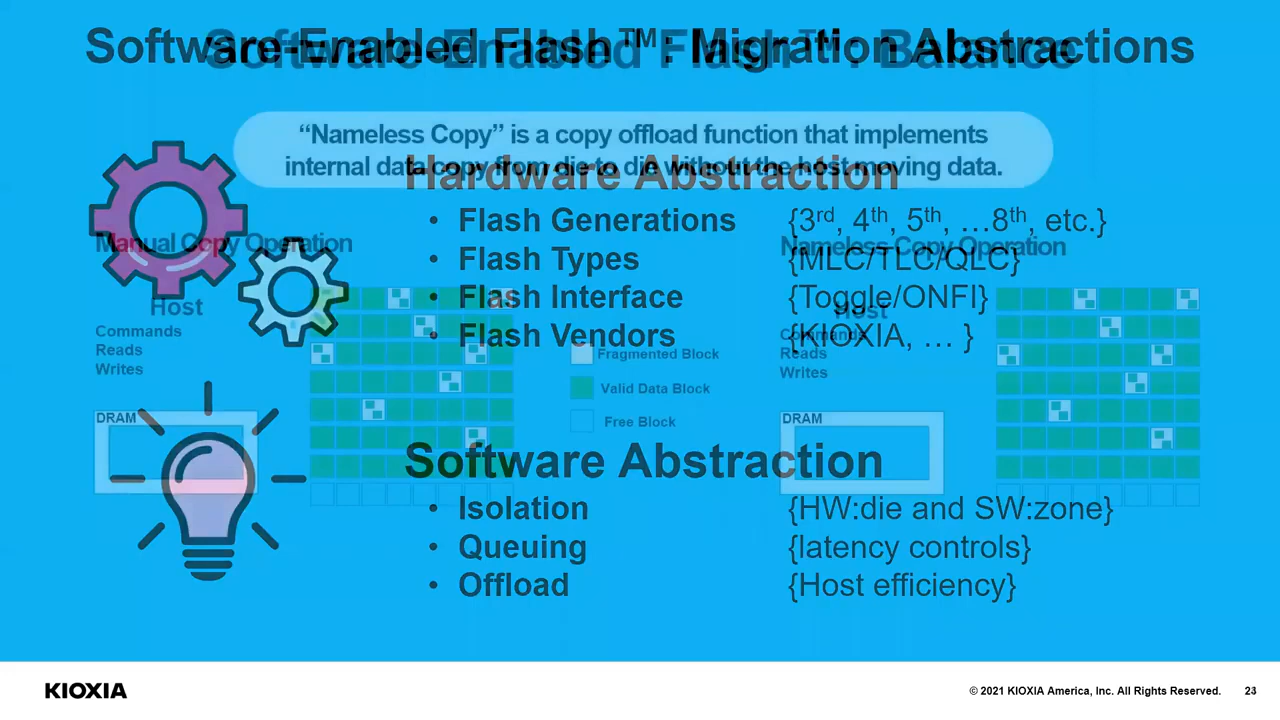 Software-Enabled Flash™: Migration Abstractions
Software-Enabled Flash™: Balance
“Nameless Copy” is a copy offload function that implements
internal data copy from die to die without the host moving data.
Hardware Abstraction
• Flash Generations {3rd, 4th, 5th, …8th, etc.}
• Flash Types {MLC/TLC/QLC}
• Flash Interface {Toggle/ONFI}
• Flash Vendors {KIOXIA, … }
Manual Copy Operation
Host
Commands
Reads
Writes
DRAM
Fragmented Block
Valid Data Block
Free Block
Nameless Copy Operation
Host
Commands
Reads
Writes
DRAM
Software Abstraction
• Isolation {HW:die and SW:zone}
• Queuing {latency controls}
• Offload {Host efficiency}
KIOXIA
© 2021 KIOXIA America, Inc. All Rights Reserved. 23